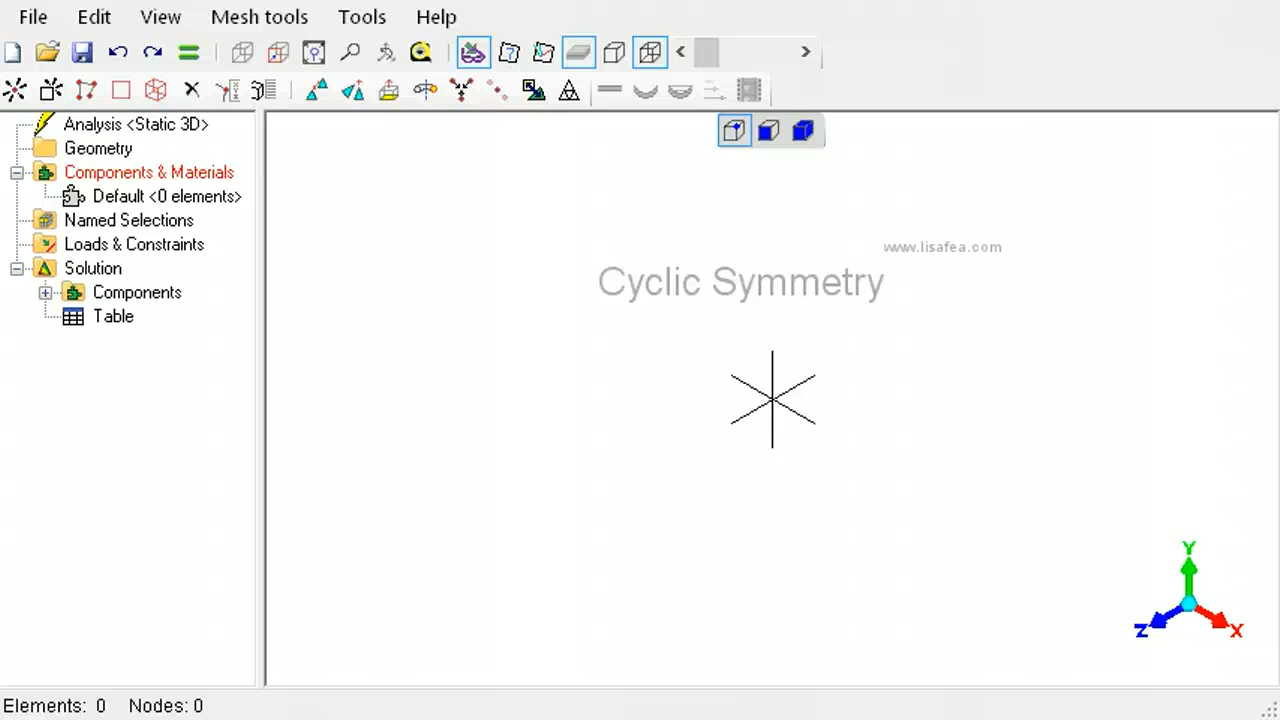 File Edit View Mesh tools Tools Help
Analysis <Static 3D>
Geometry
Components & Materials
Default <0 elements>
Named Selections
Loads & Constraints
Solution
Components
Table
www.lisafea.com
Cyclic Symmetry
Y
Z
X
Elements: 0 Nodes: 0